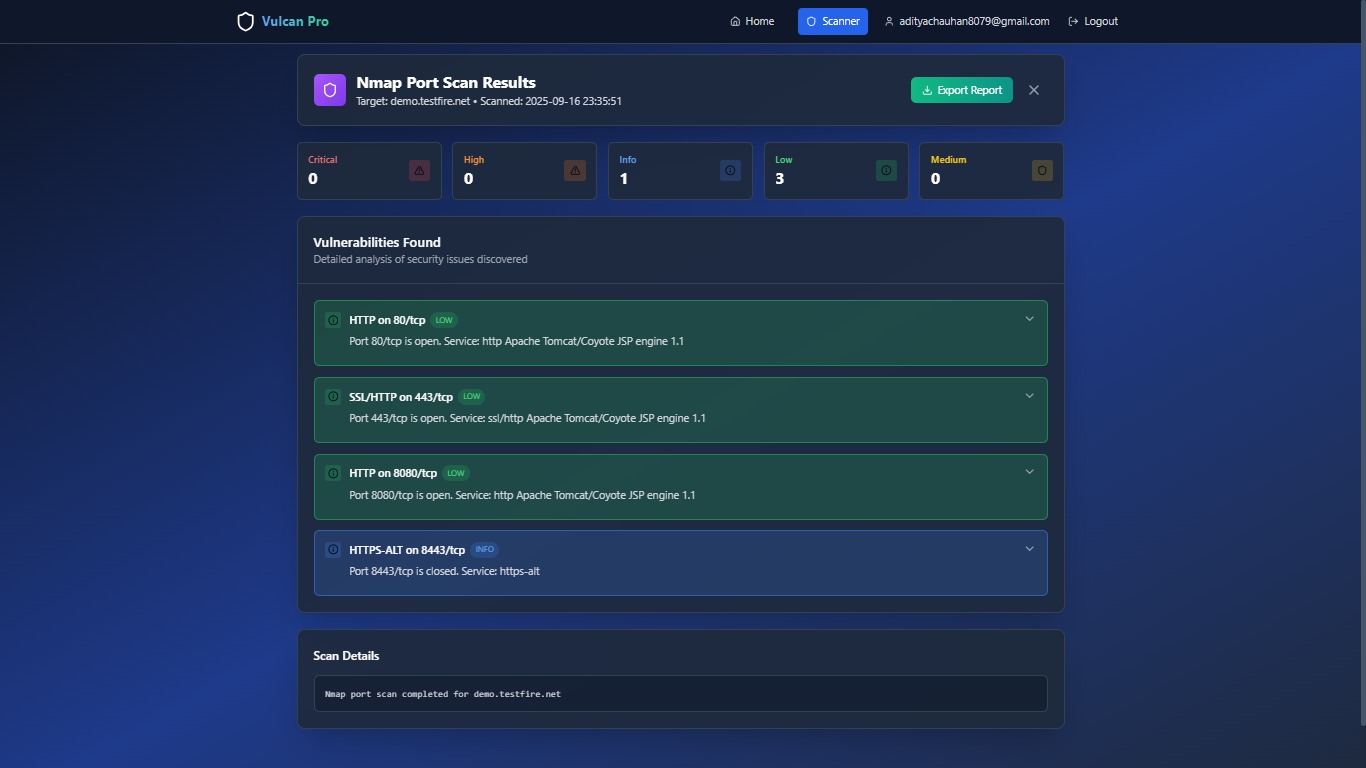 Vulcan Pro
Home
Scanner
adityachauhan8079@gmail.com
Logout
Nmap Port Scan Results
Target: demo.testfire.net • Scanned: 2025-09-16 23:35:51
Export Report
Critical
0
High
0
Info
1
Low
3
Medium
0
Vulnerabilities Found
Detailed analysis of security issues discovered
HTTP on 80/tcp LOW
Port 80/tcp is open. Service: http Apache Tomcat/Coyote JSP engine 1.1
SSL/HTTP on 443/tcp LOW
Port 443/tcp is open. Service: ssl/http Apache Tomcat/Coyote JSP engine 1.1
HTTP on 8080/tcp LOW
Port 8080/tcp is open. Service: http Apache Tomcat/Coyote JSP engine 1.1
HTTPS-ALT on 8443/tcp INFO
Port 8443/tcp is closed. Service: https-alt
Scan Details
Nmap port scan completed for demo.testfire.net